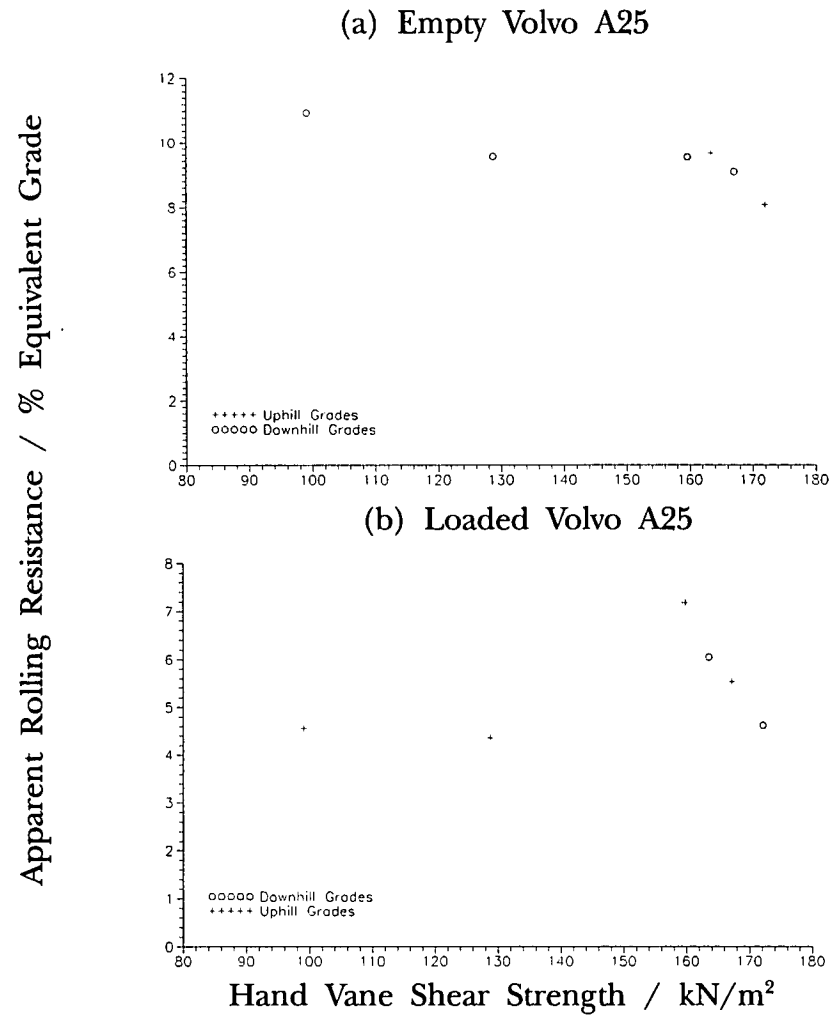 (a) Empty Volvo A25
12
10
8
6
4
2
0
+++++ Uphill Grades
ooooo Downhill Grades
80 90 100 110 120 130 140 150 160 170 180
(b) Loaded Volvo A25
8
7
6
5
4
3
2
1
0
ooooo Downhill Grades
+++++ Uphill Grades
80 90 100 110 120 130 140 150 160 170 180
Hand Vane Shear Strength / kN/m²
Apparent Rolling Resistance / % Equivalent Grade